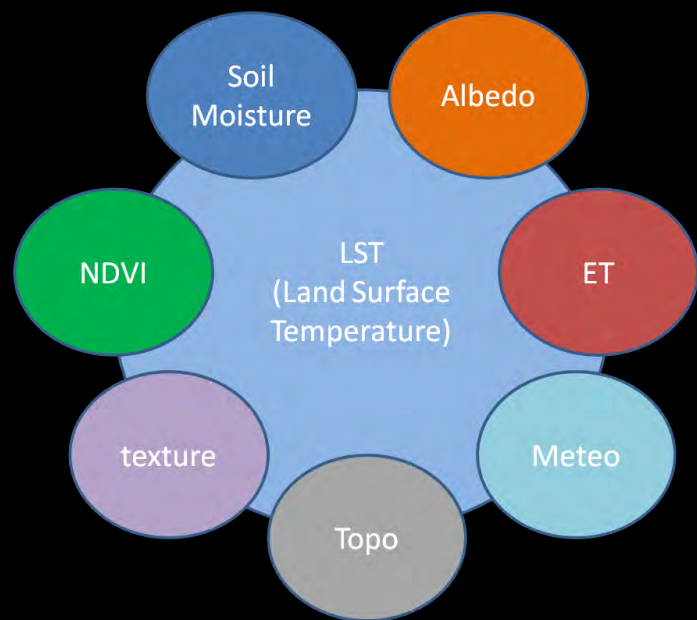 Soil
Moisture
Albedo
NDVI
LST
(Land Surface
Temperature)
ET
texture
Meteo
Topo